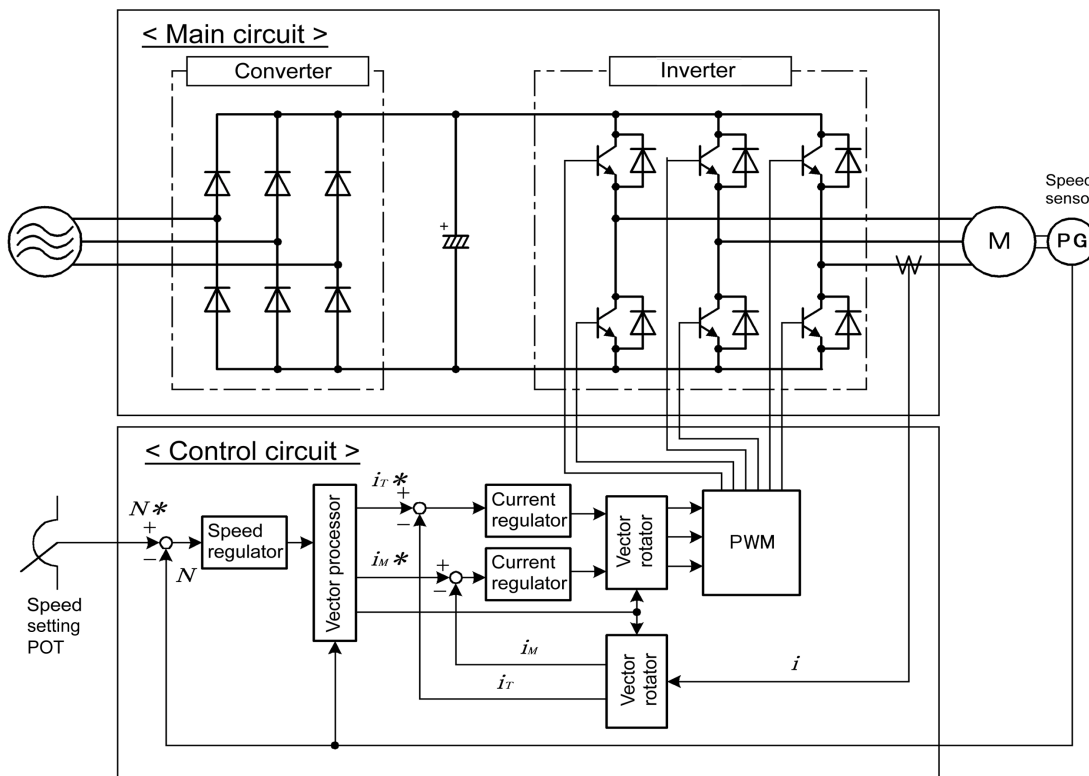 < Main circuit >
Converter
Inverter
+
Speed
sensor
M
PG
< Control circuit >
N*
+
−
N
Speed
setting
POT
Speed
regulator
Vector processor
iT*
+
−
iM*
+
−
Current
regulator
Current
regulator
Vector
rotator
PWM
iM
iT
Vector
rotator
i